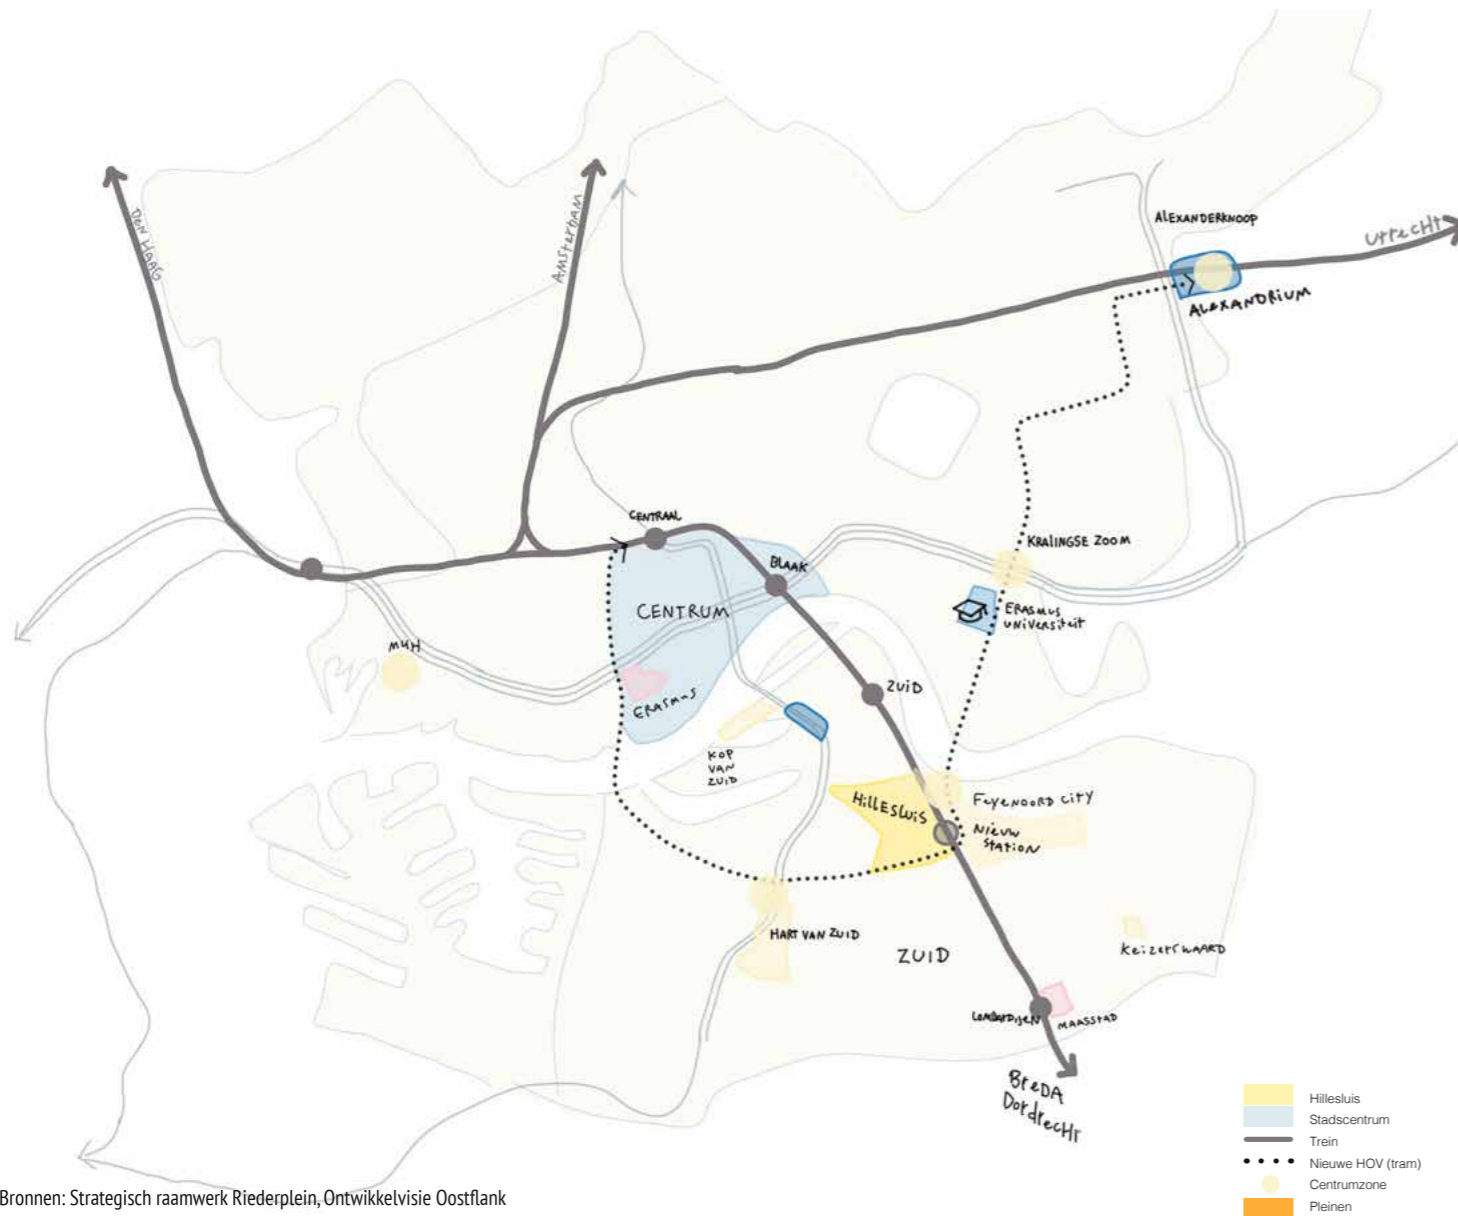 DeN HAAG
AmsterDam
ALEXANDERKNOOP
UtrecHt
ALEXANDRIUM
CENTRAAL
BLAAK
KRALINGSE ZOOM
CENTRUM
ERASMUS
UNIVERSITEIT
MYH
ERASMUS
ZUID
KOP
VAN
ZUID
HILLESLUIS
FEYENOORD CITY
NIEUW
STATION
HART VAN ZUID
ZUID
KeizersWAARD
LOMBARDIJEN
MAASSTAD
BreDA
DordrecHt
Hillesluis
Stadscentrum
Trein
Nieuwe HOV (tram)
Centrumzone
Pleinen
Bronnen: Strategisch raamwerk Riederplein, Ontwikkelvisie Oostflank